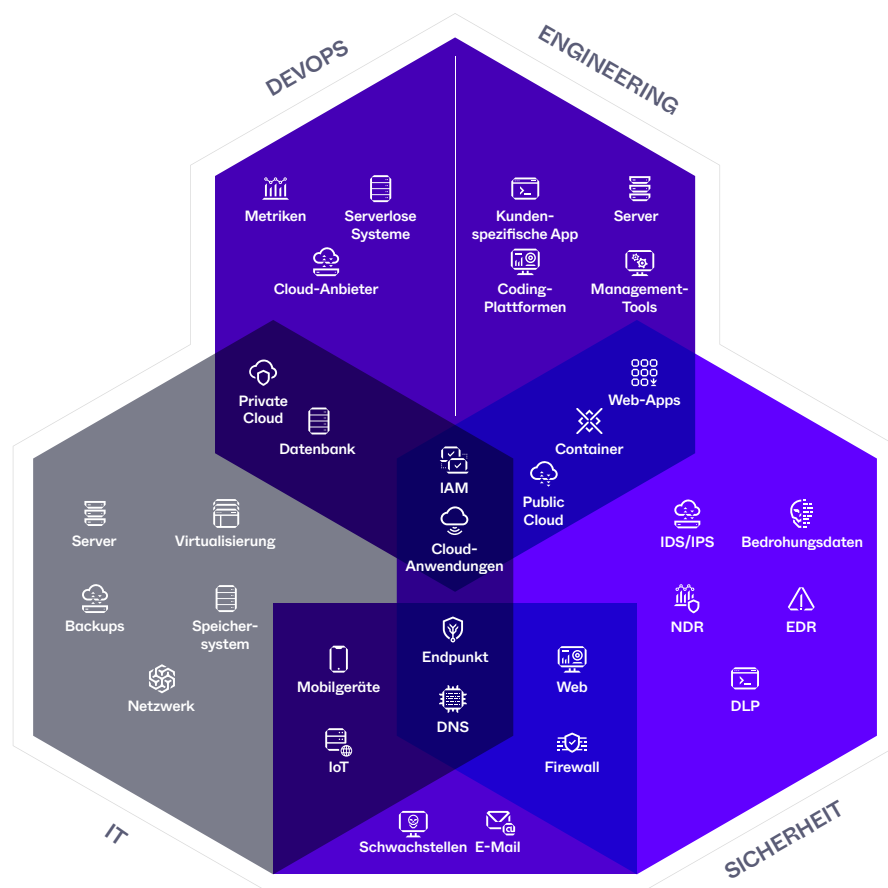 DEVOPS
ENGINEERING
Metriken
Serverlose
Systeme
Cloud-Anbieter
Kunden-
spezifische App
Server
Coding-
Plattformen
Management-
Tools
Private
Cloud
Datenbank
Web-Apps
Container
Public
Cloud
IAM
Cloud-
Anwendungen
Server
Virtualisierung
Backups
Speicher-
system
Netzwerk
IDS/IPS
Bedrohungsdaten
NDR
EDR
DLP
Mobilgeräte
IoT
Endpunkt
DNS
Web
Firewall
Schwachstellen
E-Mail
IT
SICHERHEIT